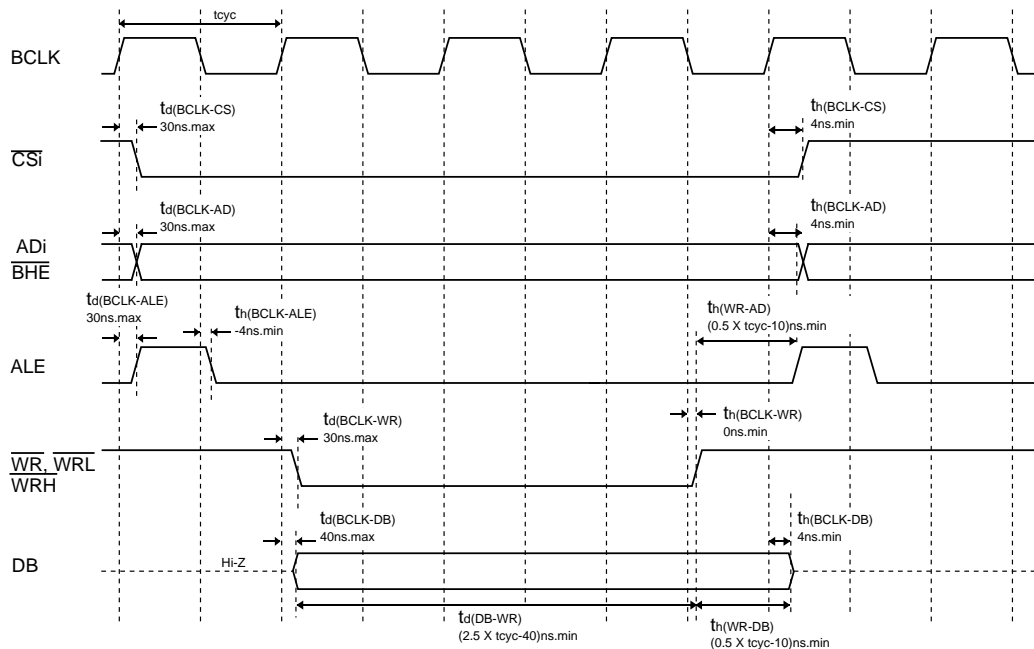 tcyc
BCLK
td(BCLK-CS)
30ns.max
th(BCLK-CS)
4ns.min
CSi
td(BCLK-AD)
30ns.max
th(BCLK-AD)
4ns.min
ADi
BHE
td(BCLK-ALE)
30ns.max
th(BCLK-ALE)
-4ns.min
th(WR-AD)
(0.5 X tcyc-10)ns.min
ALE
td(BCLK-WR)
30ns.max
th(BCLK-WR)
0ns.min
WR, WRL
WRH
td(BCLK-DB)
40ns.max
th(BCLK-DB)
4ns.min
DB
Hi-Z
td(DB-WR)
(2.5 X tcyc-40)ns.min
th(WR-DB)
(0.5 X tcyc-10)ns.min